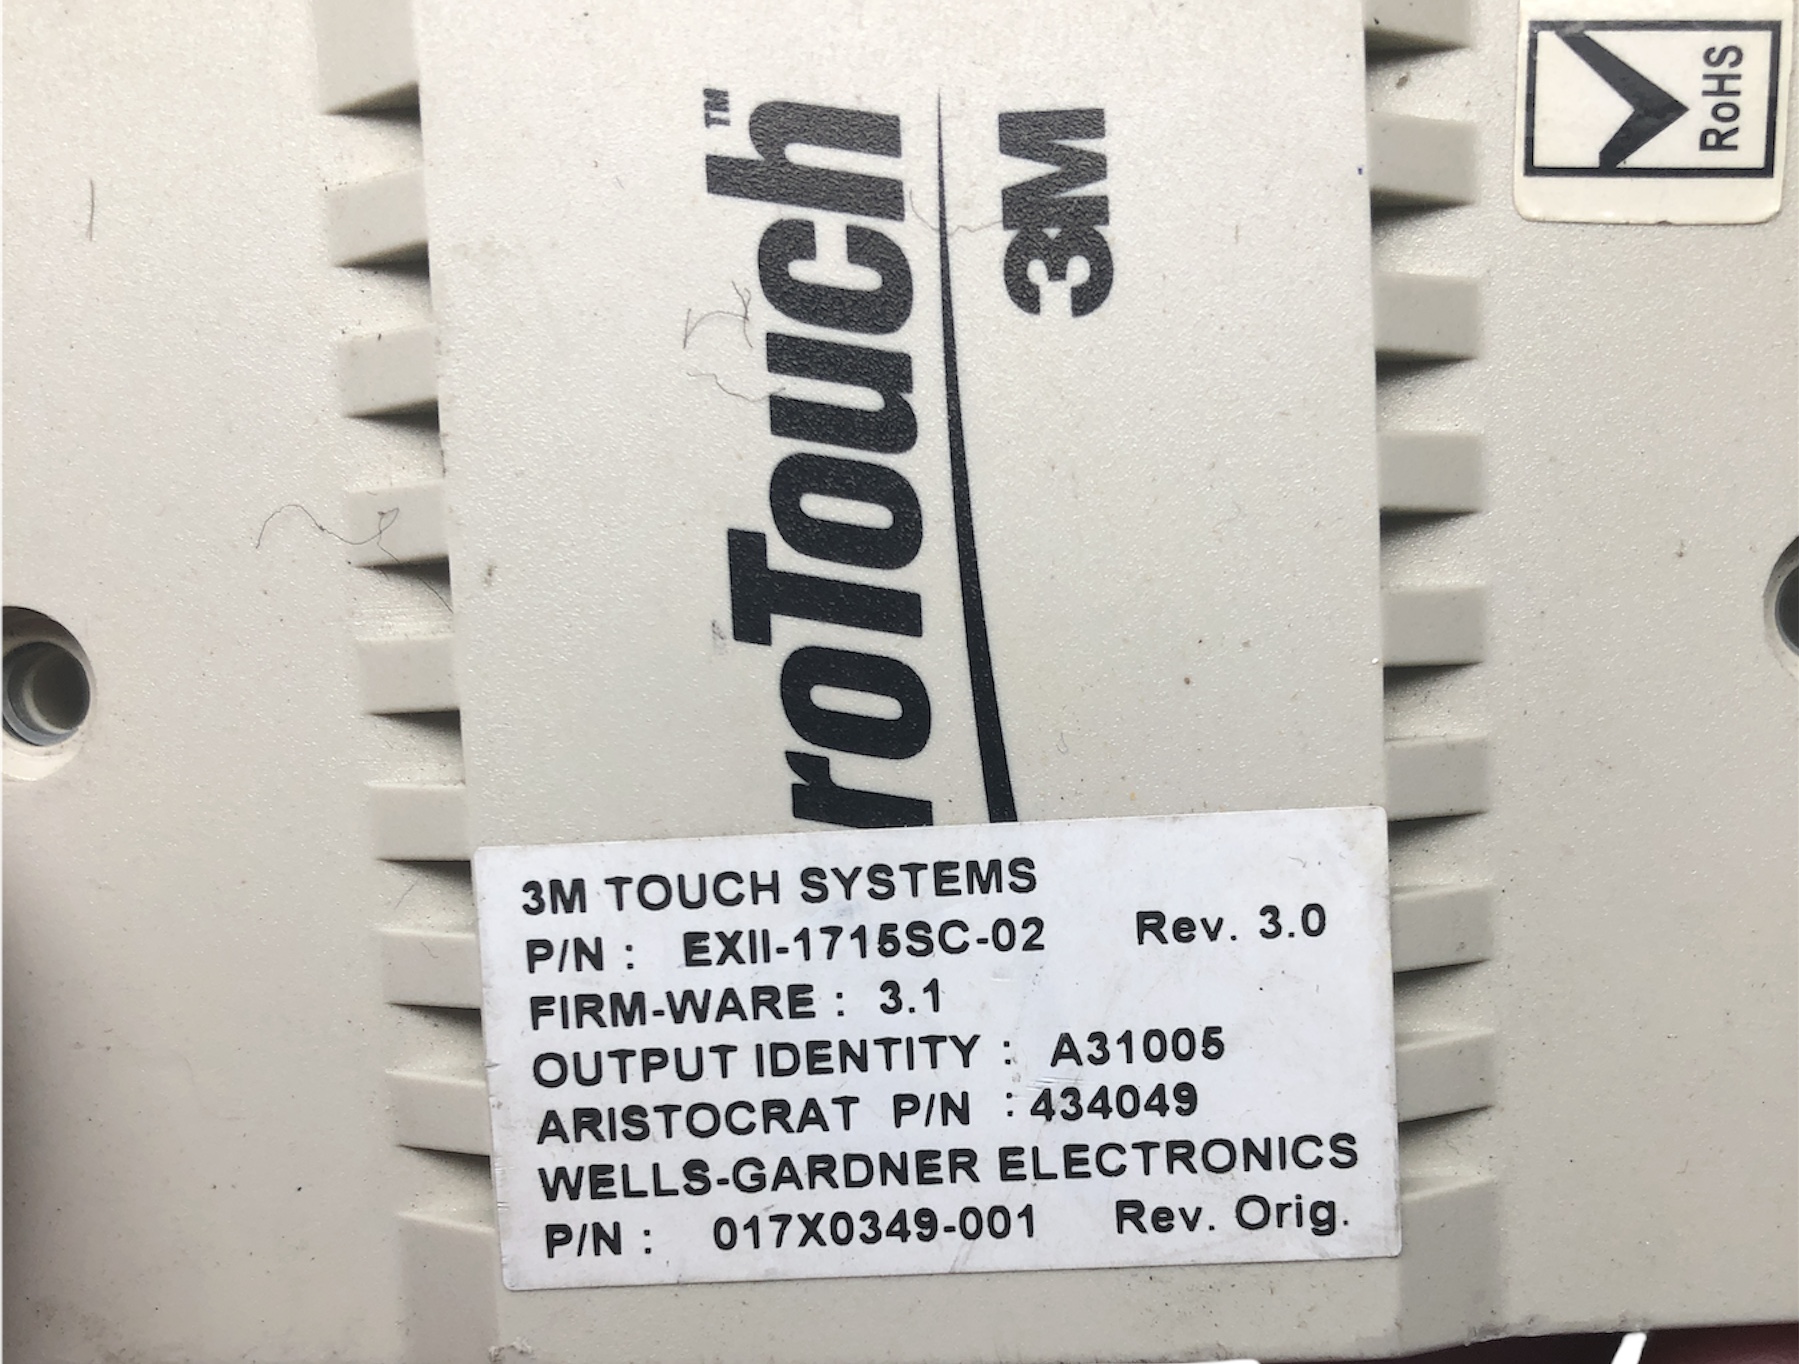 roTouch™
3M
RoHS
3M TOUCH SYSTEMS
P/N : EXII-1715SC-02 Rev. 3.0
FIRM-WARE : 3.1
OUTPUT IDENTITY : A31005
ARISTOCRAT P/N : 434049
WELLS-GARDNER ELECTRONICS
P/N : 017X0349-001 Rev. Orig.